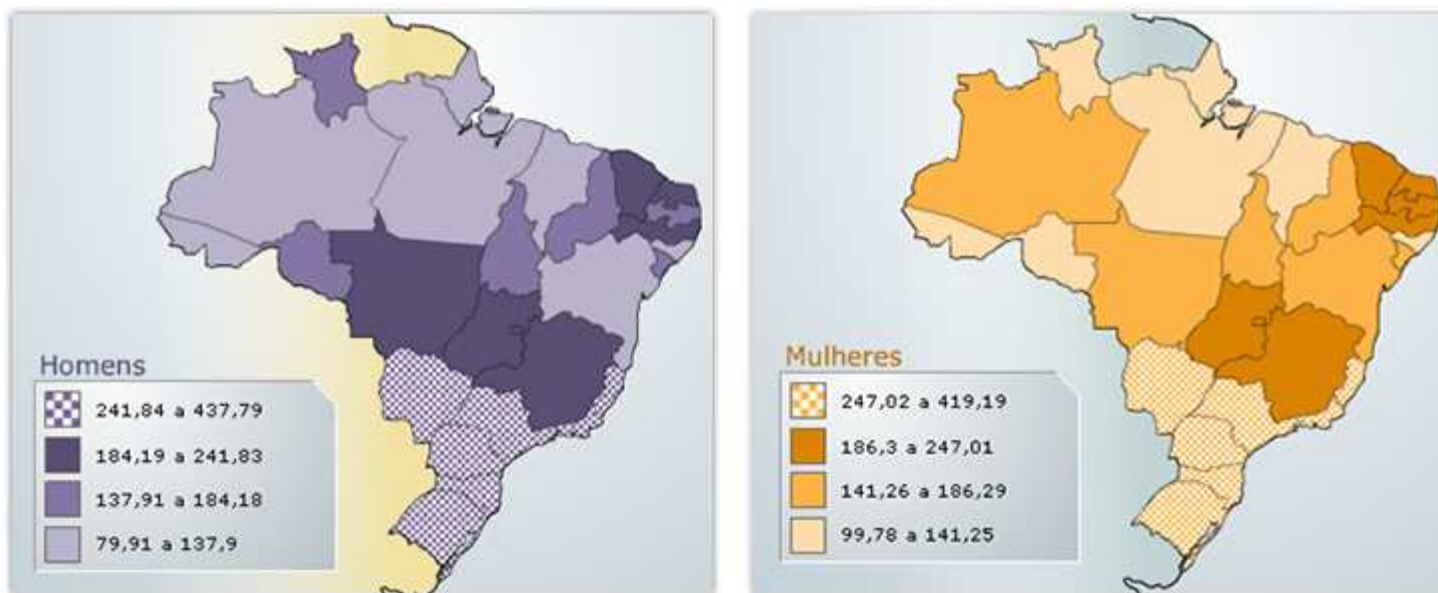 Homens
241,84 a 437,79
184,19 a 241,83
137,91 a 184,18
79,91 a 137,9
Mulheres
247,02 a 419,19
186,3 a 247,01
141,26 a 186,29
99,78 a 141,25